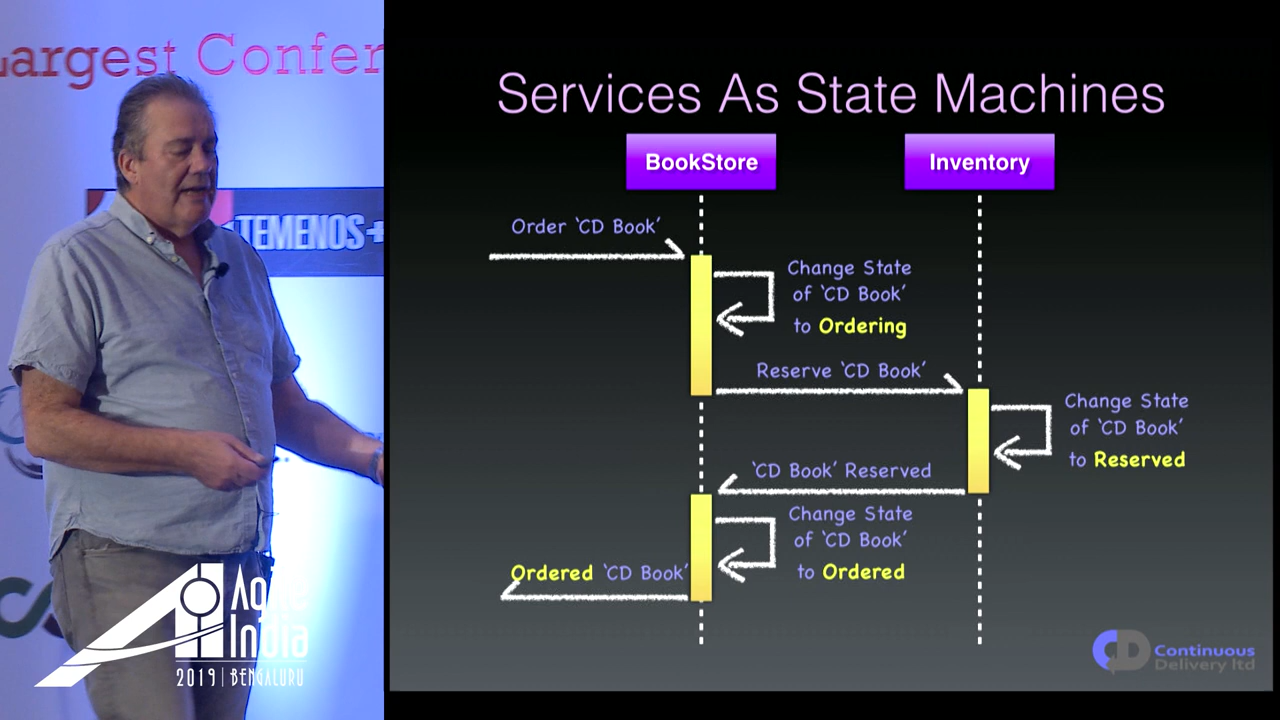 Largest Confer
TEMENOS+
Services As State Machines
BookStore
Inventory
Order 'CD Book'
Change State
of 'CD Book'
to Ordering
Reserve 'CD Book'
Change State
of 'CD Book'
to Reserved
'CD Book' Reserved
Change State
of 'CD Book'
to Ordered
Ordered 'CD Book'
Agile
India
2019 | BENGALURU
CD
Continuous
Delivery ltd